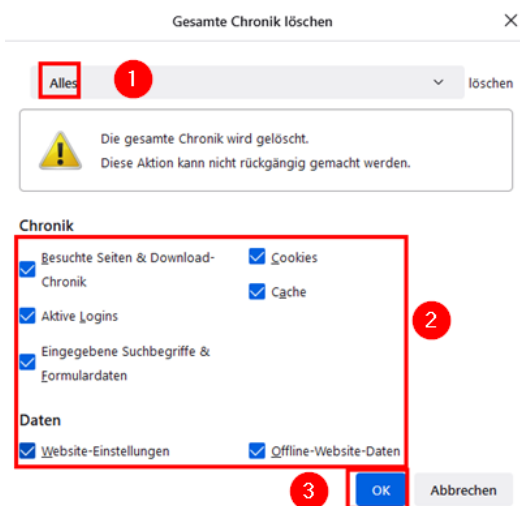 Gesamte Chronik löschen
Alles
1
löschen
Die gesamte Chronik wird gelöscht.
Diese Aktion kann nicht rückgängig gemacht werden.
Chronik
Besuchte Seiten & Download-
Chronik
Cookies
Cache
Aktive Logins
Eingegebene Suchbegriffe &
Formulardaten
2
Daten
Website-Einstellungen
Offline-Website-Daten
3
OK
Abbrechen